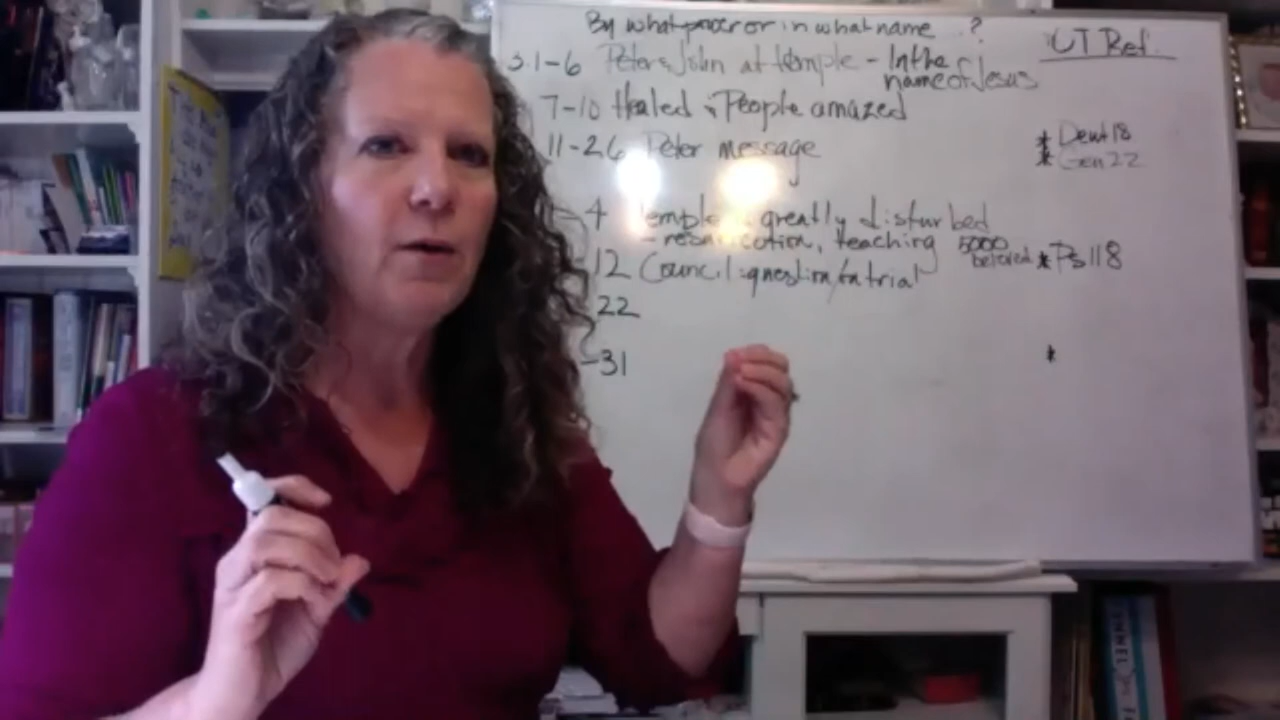 By what power or in what name ?
OT Ref.
3:1-6 Peter & John at temple - In the
name of Jesus
7-10 Healed & People amazed
11-26 Peter message
* Deut 18
* Gen 22
4 greatly disturbed
- resurrection, teaching 5000
12 Council: question/on trial
* Ps 118
22
-31
*